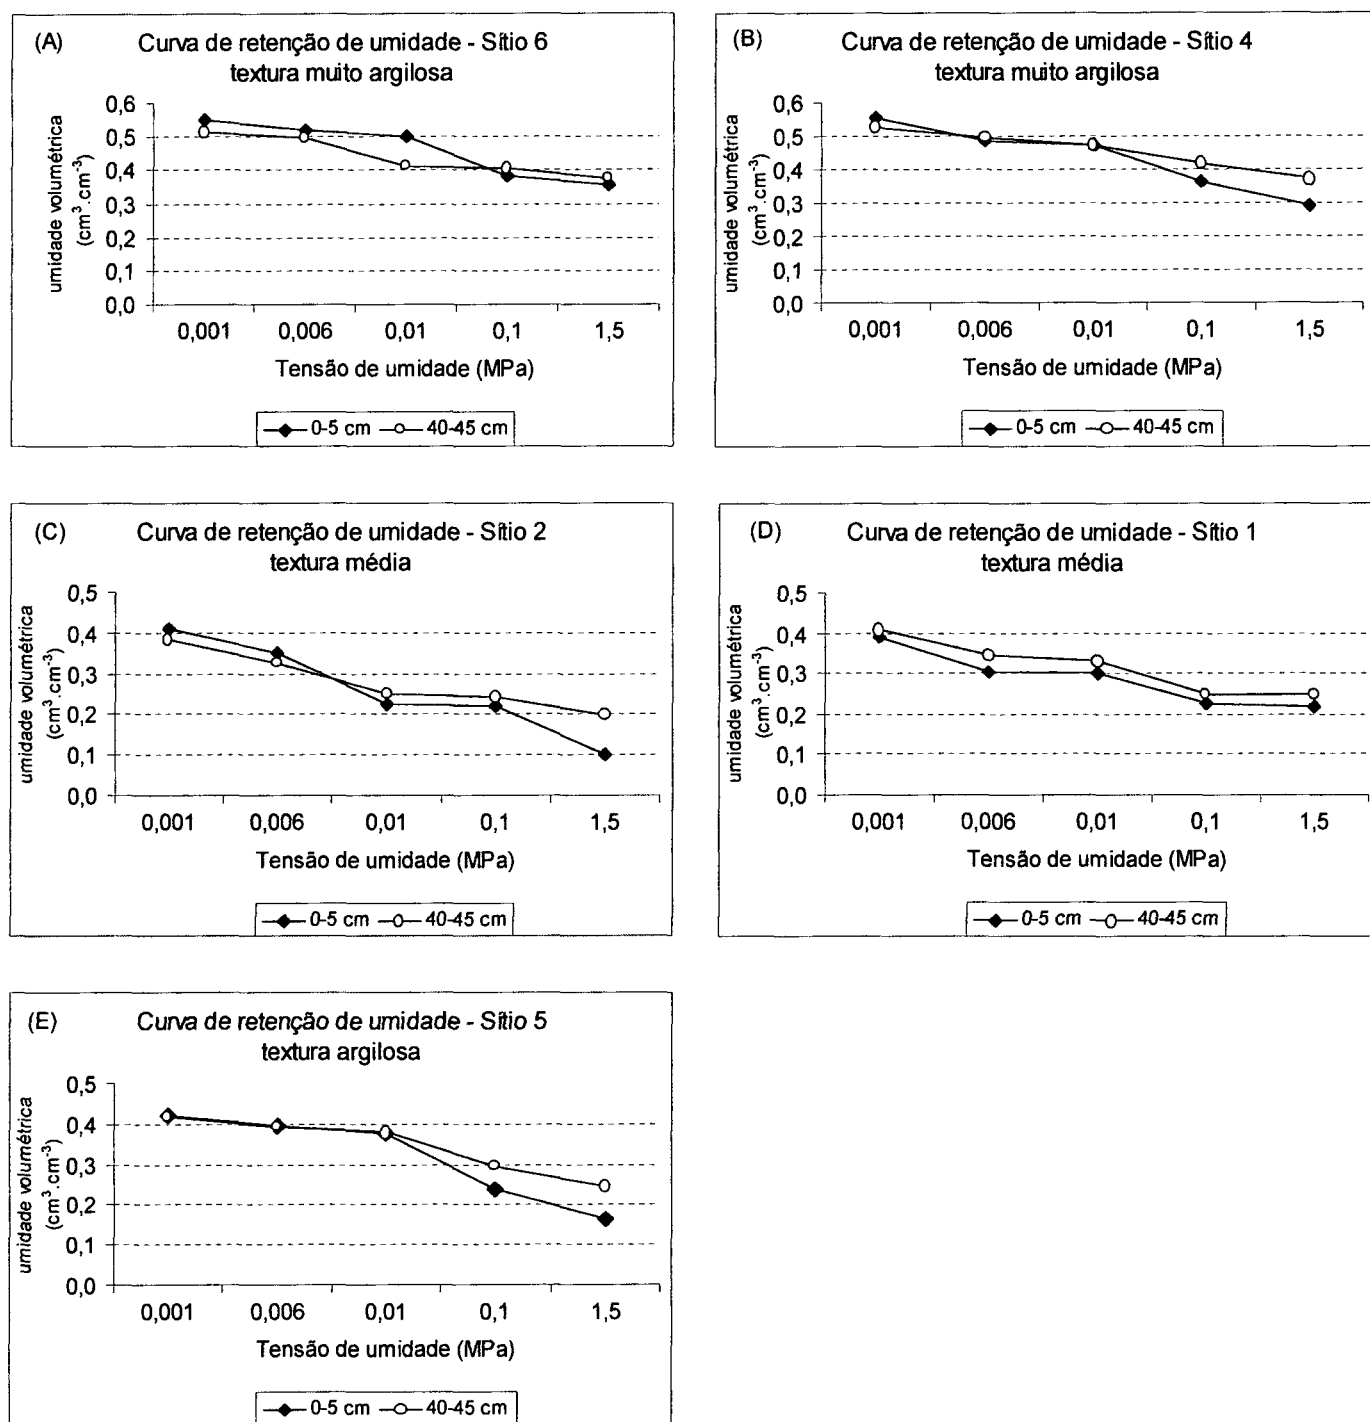 (A) Curva de retenção de umidade - Sítio 6
textura muito argilosa
umidade volumétrica
(cm³.cm⁻³)
0,6
0,5
0,4
0,3
0,2
0,1
0,0
0,001 0,006 0,01 0,1 1,5
Tensão de umidade (MPa)
0-5 cm 40-45 cm
(B) Curva de retenção de umidade - Sítio 4
textura muito argilosa
umidade volumétrica
(cm³.cm⁻³)
0,6
0,5
0,4
0,3
0,2
0,1
0,0
0,001 0,006 0,01 0,1 1,5
Tensão de umidade (MPa)
0-5 cm 40-45 cm
(C) Curva de retenção de umidade - Sítio 2
textura média
umidade volumétrica
(cm³.cm⁻³)
0,5
0,4
0,3
0,2
0,1
0,0
0,001 0,006 0,01 0,1 1,5
Tensão de umidade (MPa)
0-5 cm 40-45 cm
(D) Curva de retenção de umidade - Sítio 1
textura média
umidade volumétrica
(cm³.cm⁻³)
0,5
0,4
0,3
0,2
0,1
0,0
0,001 0,006 0,01 0,1 1,5
Tensão de umidade (MPa)
0-5 cm 40-45 cm
(E) Curva de retenção de umidade - Sítio 5
textura argilosa
umidade volumétrica
(cm³.cm⁻³)
0,5
0,4
0,3
0,2
0,1
0,0
0,001 0,006 0,01 0,1 1,5
Tensão de umidade (MPa)
0-5 cm 40-45 cm